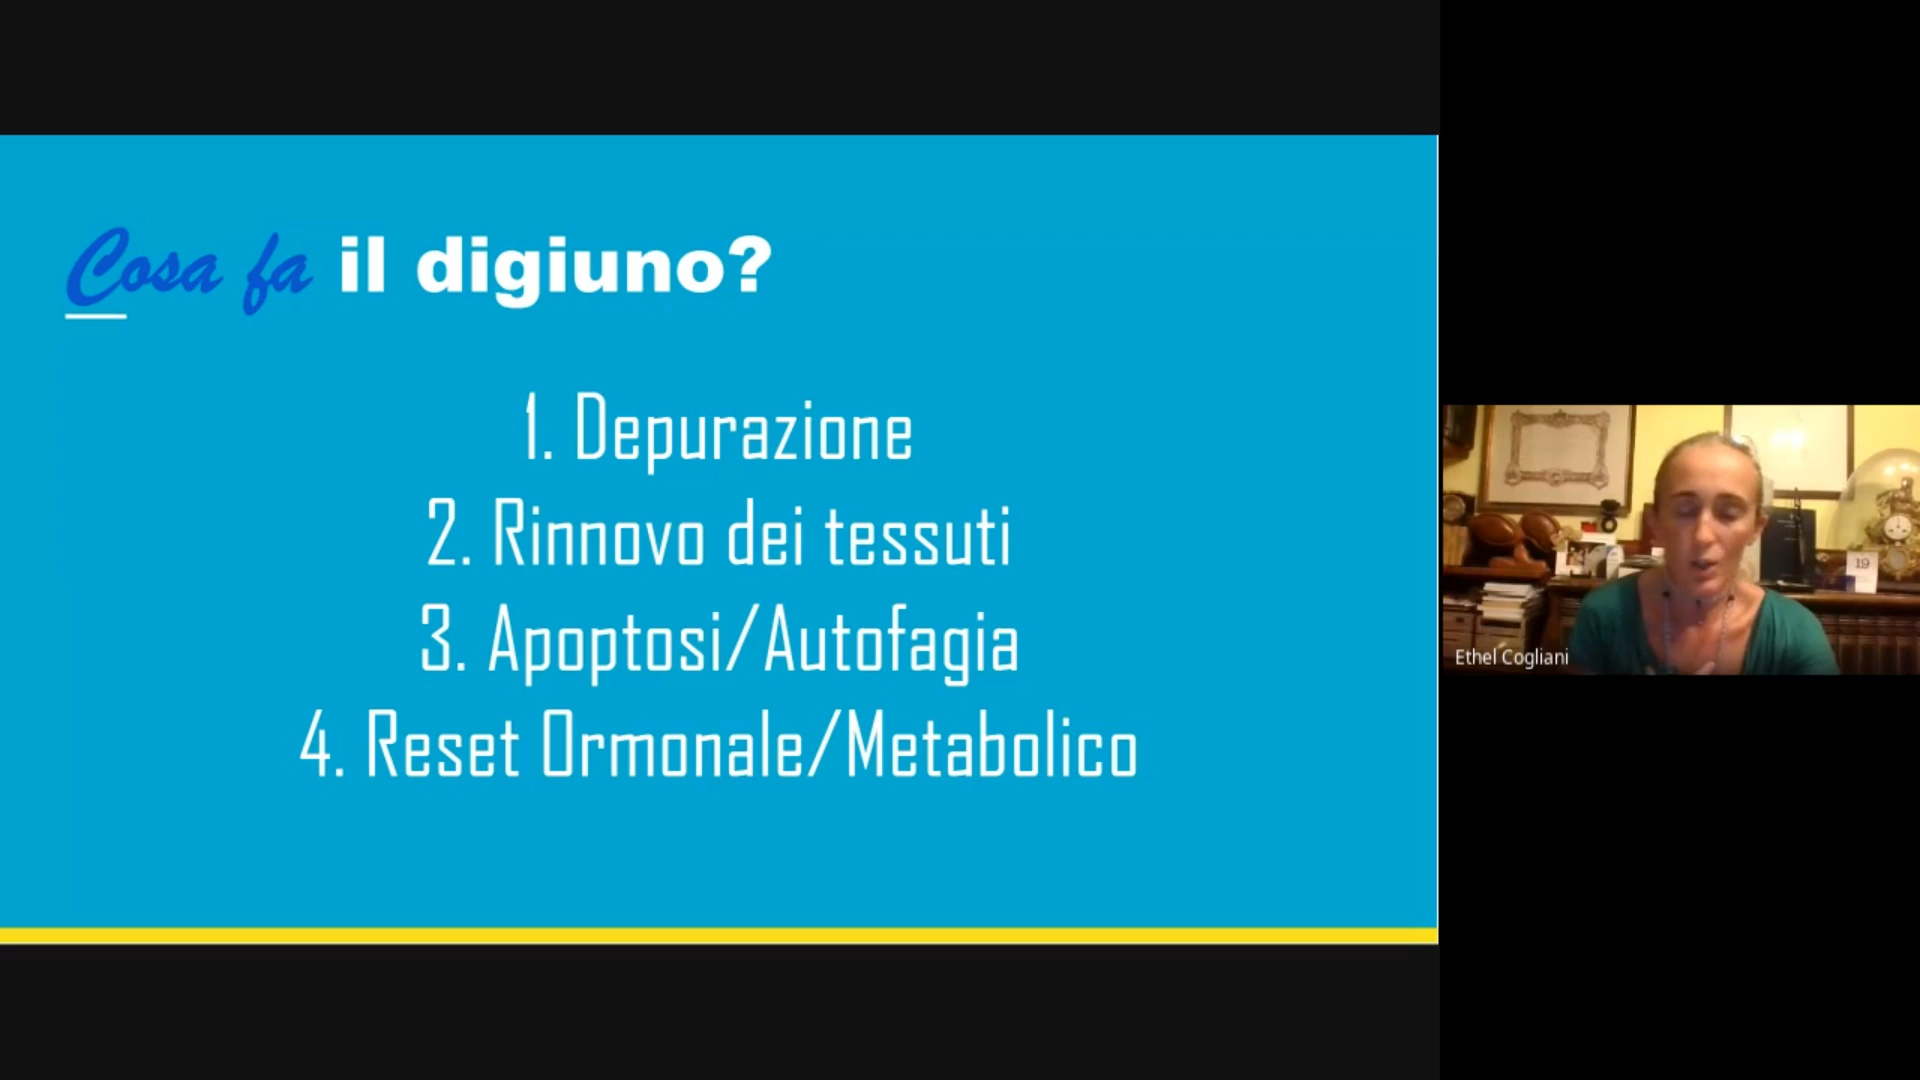 Cosa fa il digiuno?
1. Depurazione
2. Rinnovo dei tessuti
3. Apoptosi/Autofagia
4. Reset Ormonale/Metabolico
19
Ethel Cogliani